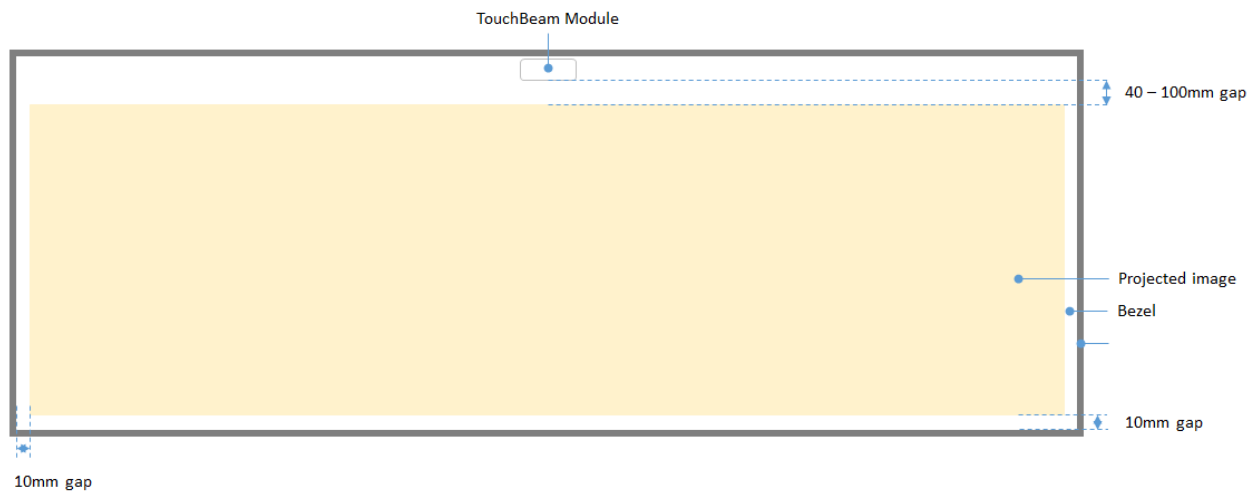 TouchBeam Module
40 – 100mm gap
Projected image
Bezel
10mm gap
10mm gap